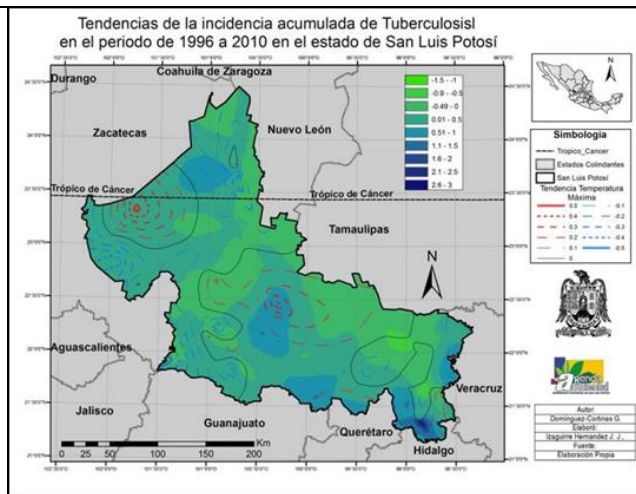 Tendencias de la incidencia acumulada de Tuberculosisl
en el periodo de 1996 a 2010 en el estado de San Luis Potosí
Durango
Coahuila de Zaragoza
Zacatecas
Nuevo León
-1.5 - -1
-0.9 - -0.5
-0.49 - 0
0.01 - 0.5
0.51 - 1
1.1 - 1.5
1.6 - 2
2.1 - 2.5
2.6 - 3
Trópico de Cáncer
Trópico de Cáncer
Tamaulipas
N
Aguascalientes
Jalisco
Guanajuato
Querétaro
Hidalgo
Veracruz
0 25 50 100 150 200
Km
N
Simbologia
Tropico_Cancer
Estados Colindantes
San Luis Potosí
Tendencia Temperatura
Máxima
0.5 -0.1
0.4 -0.2
0.3 -0.3
0.2 -0.4
0.1 -0.5
0
agenda
Autor:
Domínguez-Cortinas G.
Elaboró:
Izaguirre Hernandez J. J.,
Fuente:
Elaboración Propia